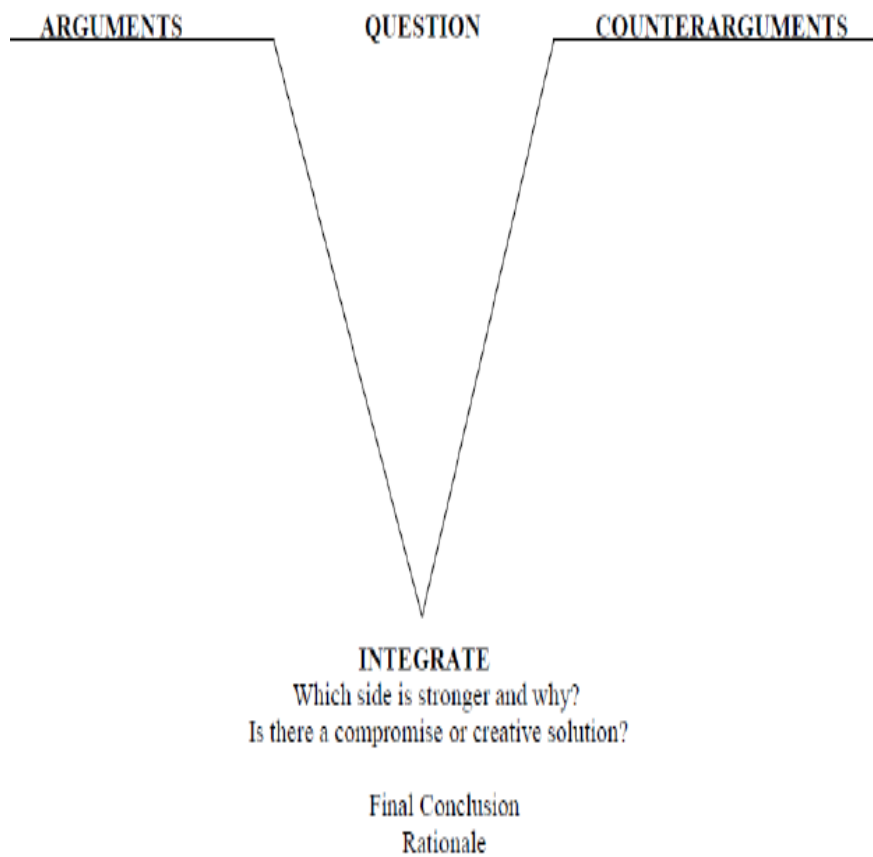 ARGUMENTS QUESTION COUNTERARGUMENTS
INTEGRATE
Which side is stronger and why?
Is there a compromise or creative solution?
Final Conclusion
Rationale